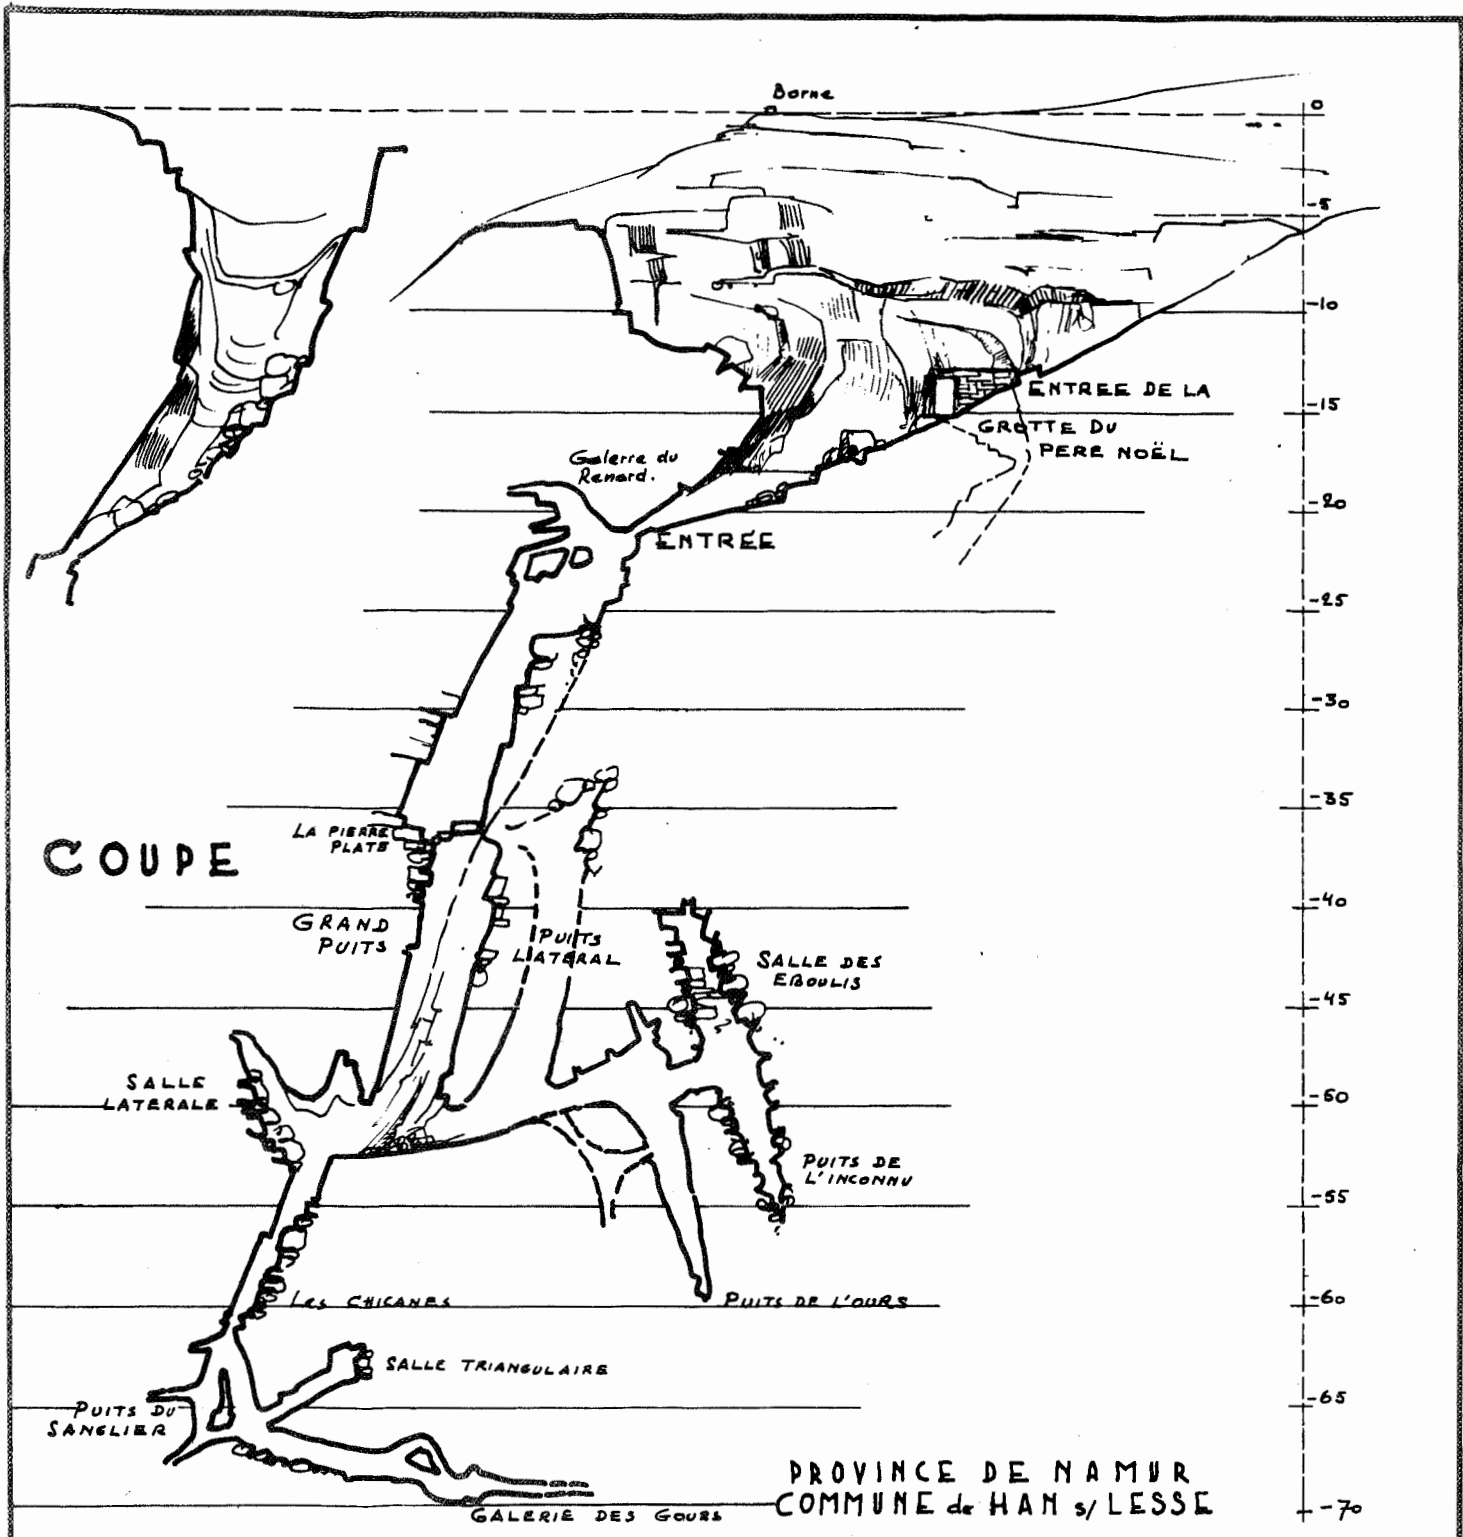 Borne
0
-5
-10
ENTREE DE LA
-15
GROTTE DU
PERE NOËL
Galerie du
Renard.
-20
ENTRÉE
-25
-30
-35
LA PIERRE
PLATE
COUPE
-40
GRAND
PUITS
PUITS
LATERAL
SALLE DES
EBOULIS
-45
SALLE
LATERALE
-50
PUITS DE
L'INCONNU
-55
Les CHICANES
PUITS DE L'OURS
-60
SALLE TRIANGULAIRE
-65
PUITS DU
SANGLIER
PROVINCE DE NAMUR
COMMUNE de HAN s/ LESSE
GALERIE DES GOURS
-70